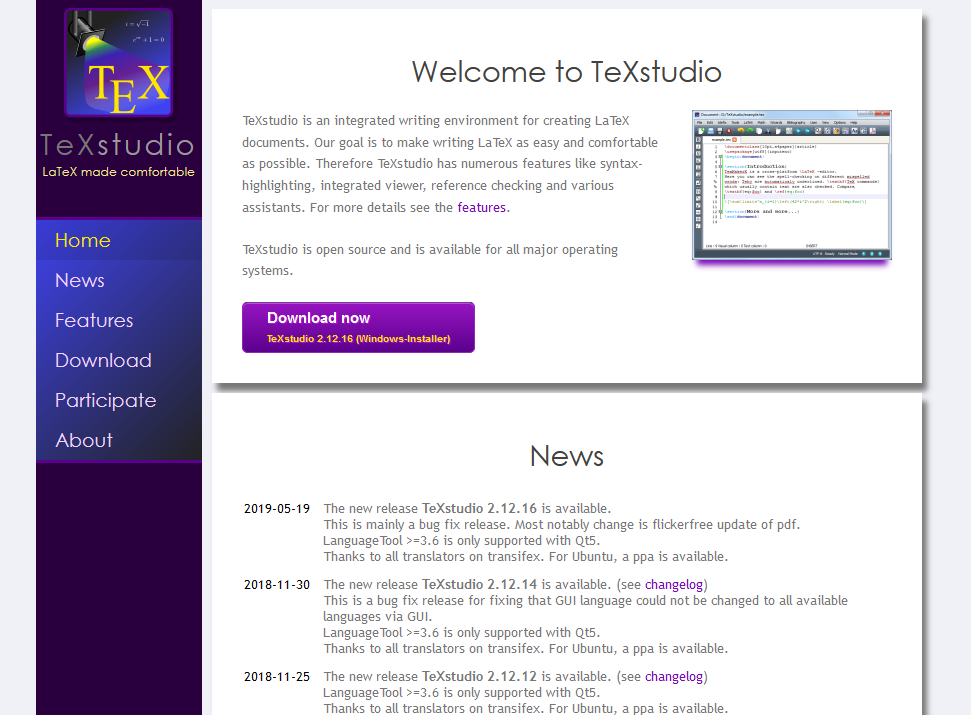 i = √-1
e^iπ + 1 = 0
TEX
TeXstudio
LaTeX made comfortable
Home
News
Features
Download
Participate
About
Welcome to TeXstudio
TeXstudio is an integrated writing environment for creating LaTeX
documents. Our goal is to make writing LaTeX as easy and comfortable
as possible. Therefore TeXstudio has numerous features like syntax-
highlighting, integrated viewer, reference checking and various
assistants. For more details see the features.
TeXstudio is open source and is available for all major operating
systems.
Download now
TeXstudio 2.12.16 (Windows-Installer)
News
2019-05-19 The new release TeXstudio 2.12.16 is available.
This is mainly a bug fix release. Most notably change is flickerfree update of pdf.
LanguageTool >=3.6 is only supported with Qt5.
Thanks to all translators on transifex. For Ubuntu, a ppa is available.
2018-11-30 The new release TeXstudio 2.12.14 is available. (see changelog)
This is a bug fix release for fixing that GUI language could not be changed to all available
languages via GUI.
LanguageTool >=3.6 is only supported with Qt5.
Thanks to all translators on transifex. For Ubuntu, a ppa is available.
2018-11-25 The new release TeXstudio 2.12.12 is available. (see changelog)
LanguageTool >=3.6 is only supported with Qt5.
Thanks to all translators on transifex. For Ubuntu, a ppa is available.